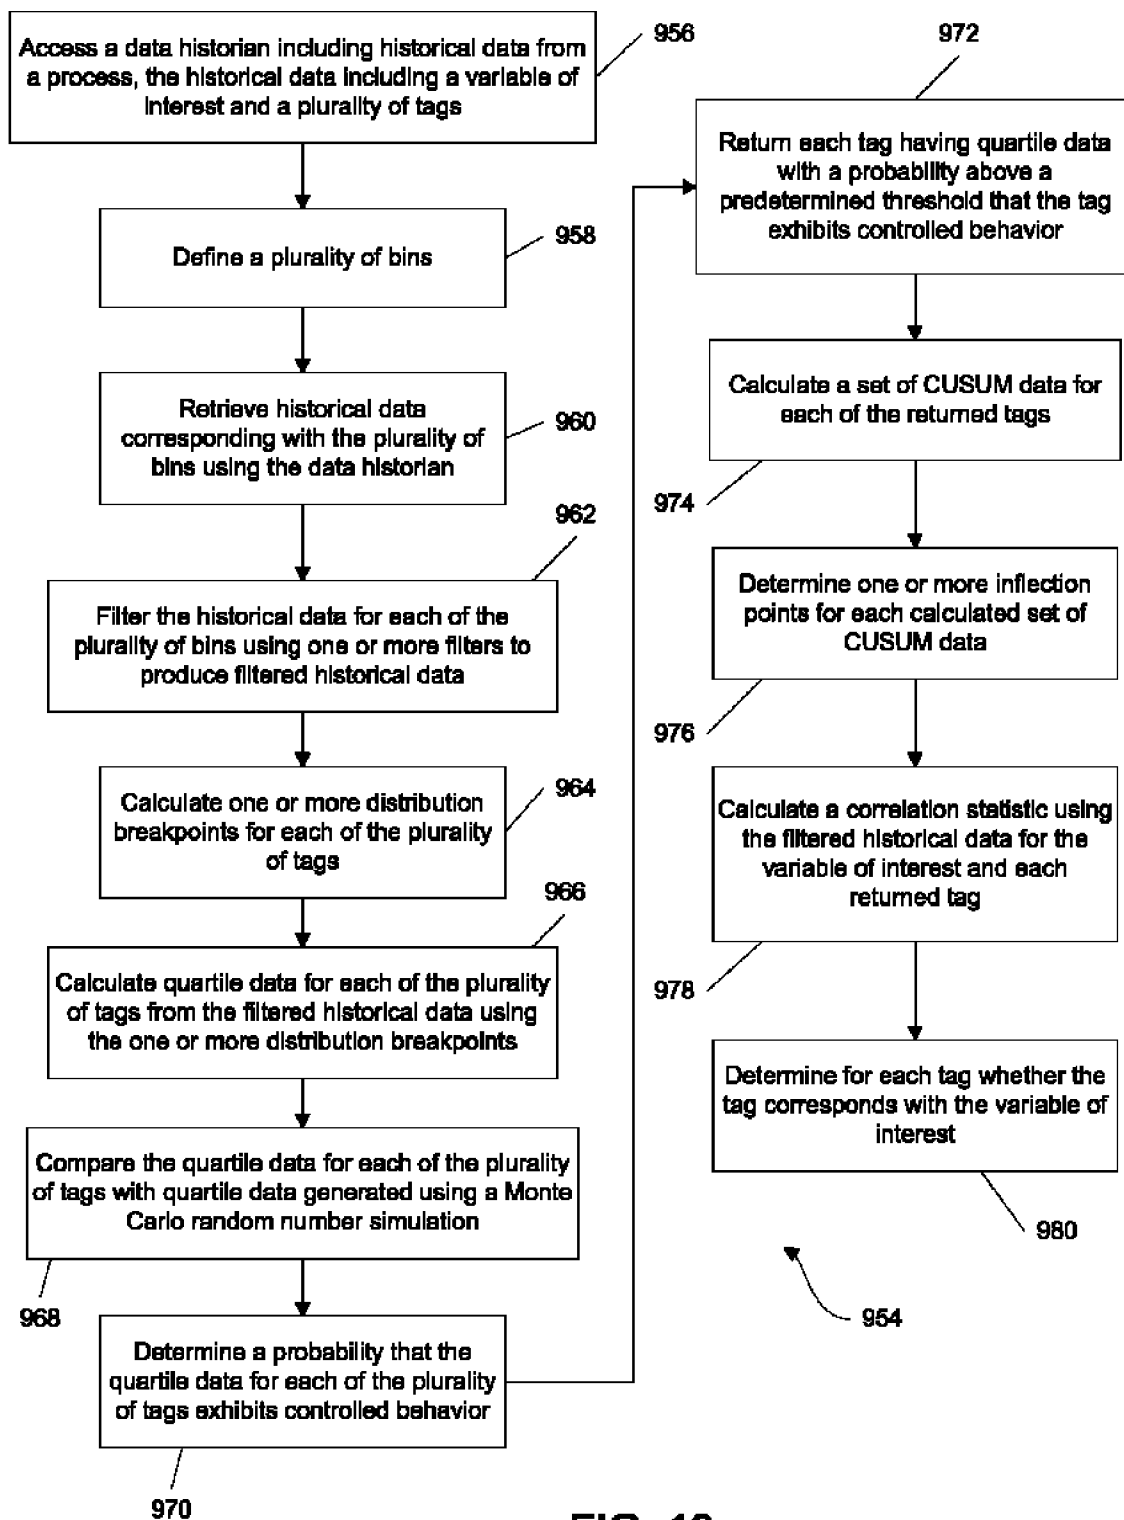 Access a data historian including historical data from
a process, the historical data including a variable of
interest and a plurality of tags
956
Define a plurality of bins
958
Retrieve historical data
corresponding with the plurality of
bins using the data historian
960
962
Filter the historical data for each of the
plurality of bins using one or more filters to
produce filtered historical data
Calculate one or more distribution
breakpoints for each of the plurality
of tags
964
966
Calculate quartile data for each of the plurality
of tags from the filtered historical data using
the one or more distribution breakpoints
Compare the quartile data for each of the plurality
of tags with quartile data generated using a Monte
Carlo random number simulation
968
Determine a probability that the
quartile data for each of the plurality
of tags exhibits controlled behavior
970
972
Return each tag having quartile data
with a probability above a
predetermined threshold that the tag
exhibits controlled behavior
Calculate a set of CUSUM data for
each of the returned tags
974
Determine one or more inflection
points for each calculated set of
CUSUM data
976
Calculate a correlation statistic using
the filtered historical data for the
variable of interest and each
returned tag
978
Determine for each tag whether the
tag corresponds with the variable of
interest
980
954